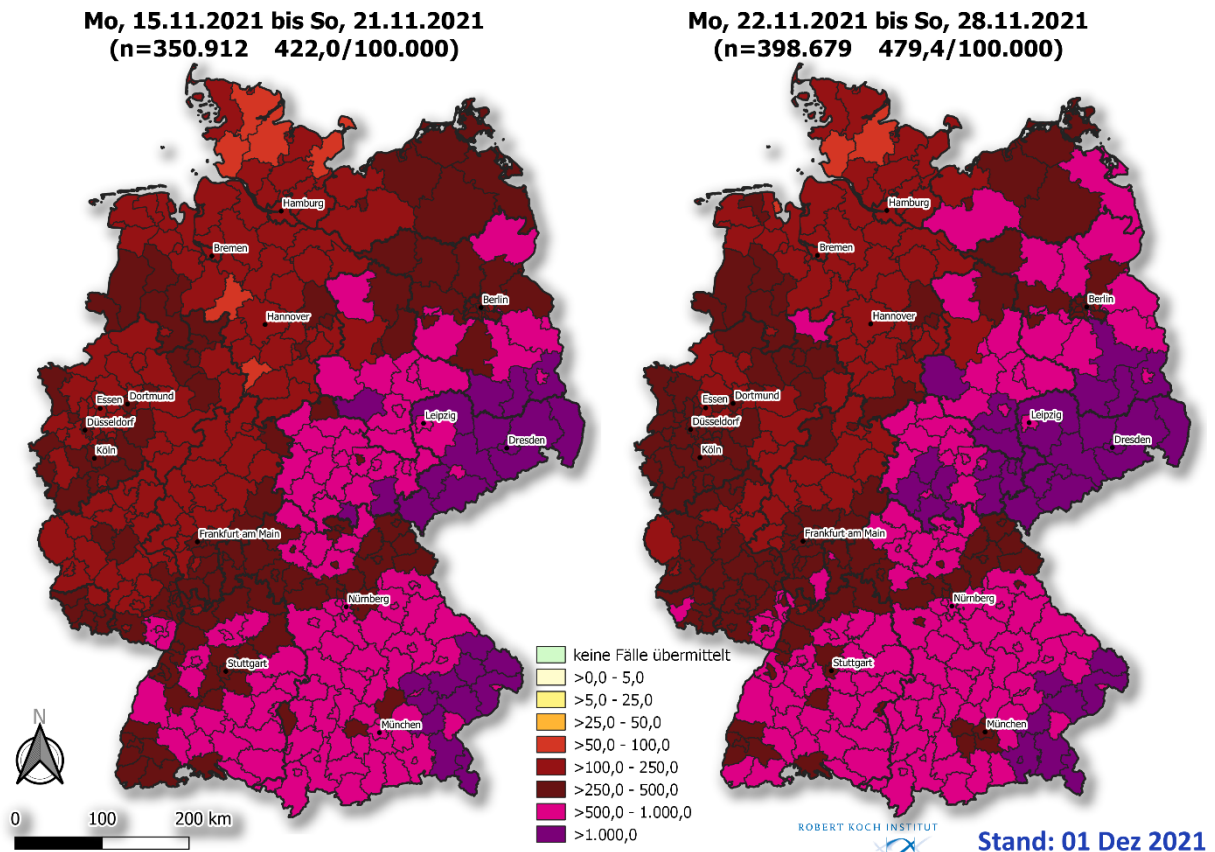 Mo, 15.11.2021 bis So, 21.11.2021
(n=350.912 422,0/100.000)
Mo, 22.11.2021 bis So, 28.11.2021
(n=398.679 479,4/100.000)
Hamburg
Bremen
Berlin
Hannover
Essen
Dortmund
Düsseldorf
Köln
Leipzig
Dresden
Frankfurt am Main
Nürnberg
Stuttgart
München
Hamburg
Bremen
Berlin
Hannover
Essen
Dortmund
Düsseldorf
Köln
Leipzig
Dresden
Frankfurt am Main
Nürnberg
Stuttgart
München
keine Fälle übermittelt
>0,0 - 5,0
>5,0 - 25,0
>25,0 - 50,0
>50,0 - 100,0
>100,0 - 250,0
>250,0 - 500,0
>500,0 - 1.000,0
>1.000,0
N
0 100 200 km
ROBERT KOCH INSTITUT
Stand: 01 Dez 2021